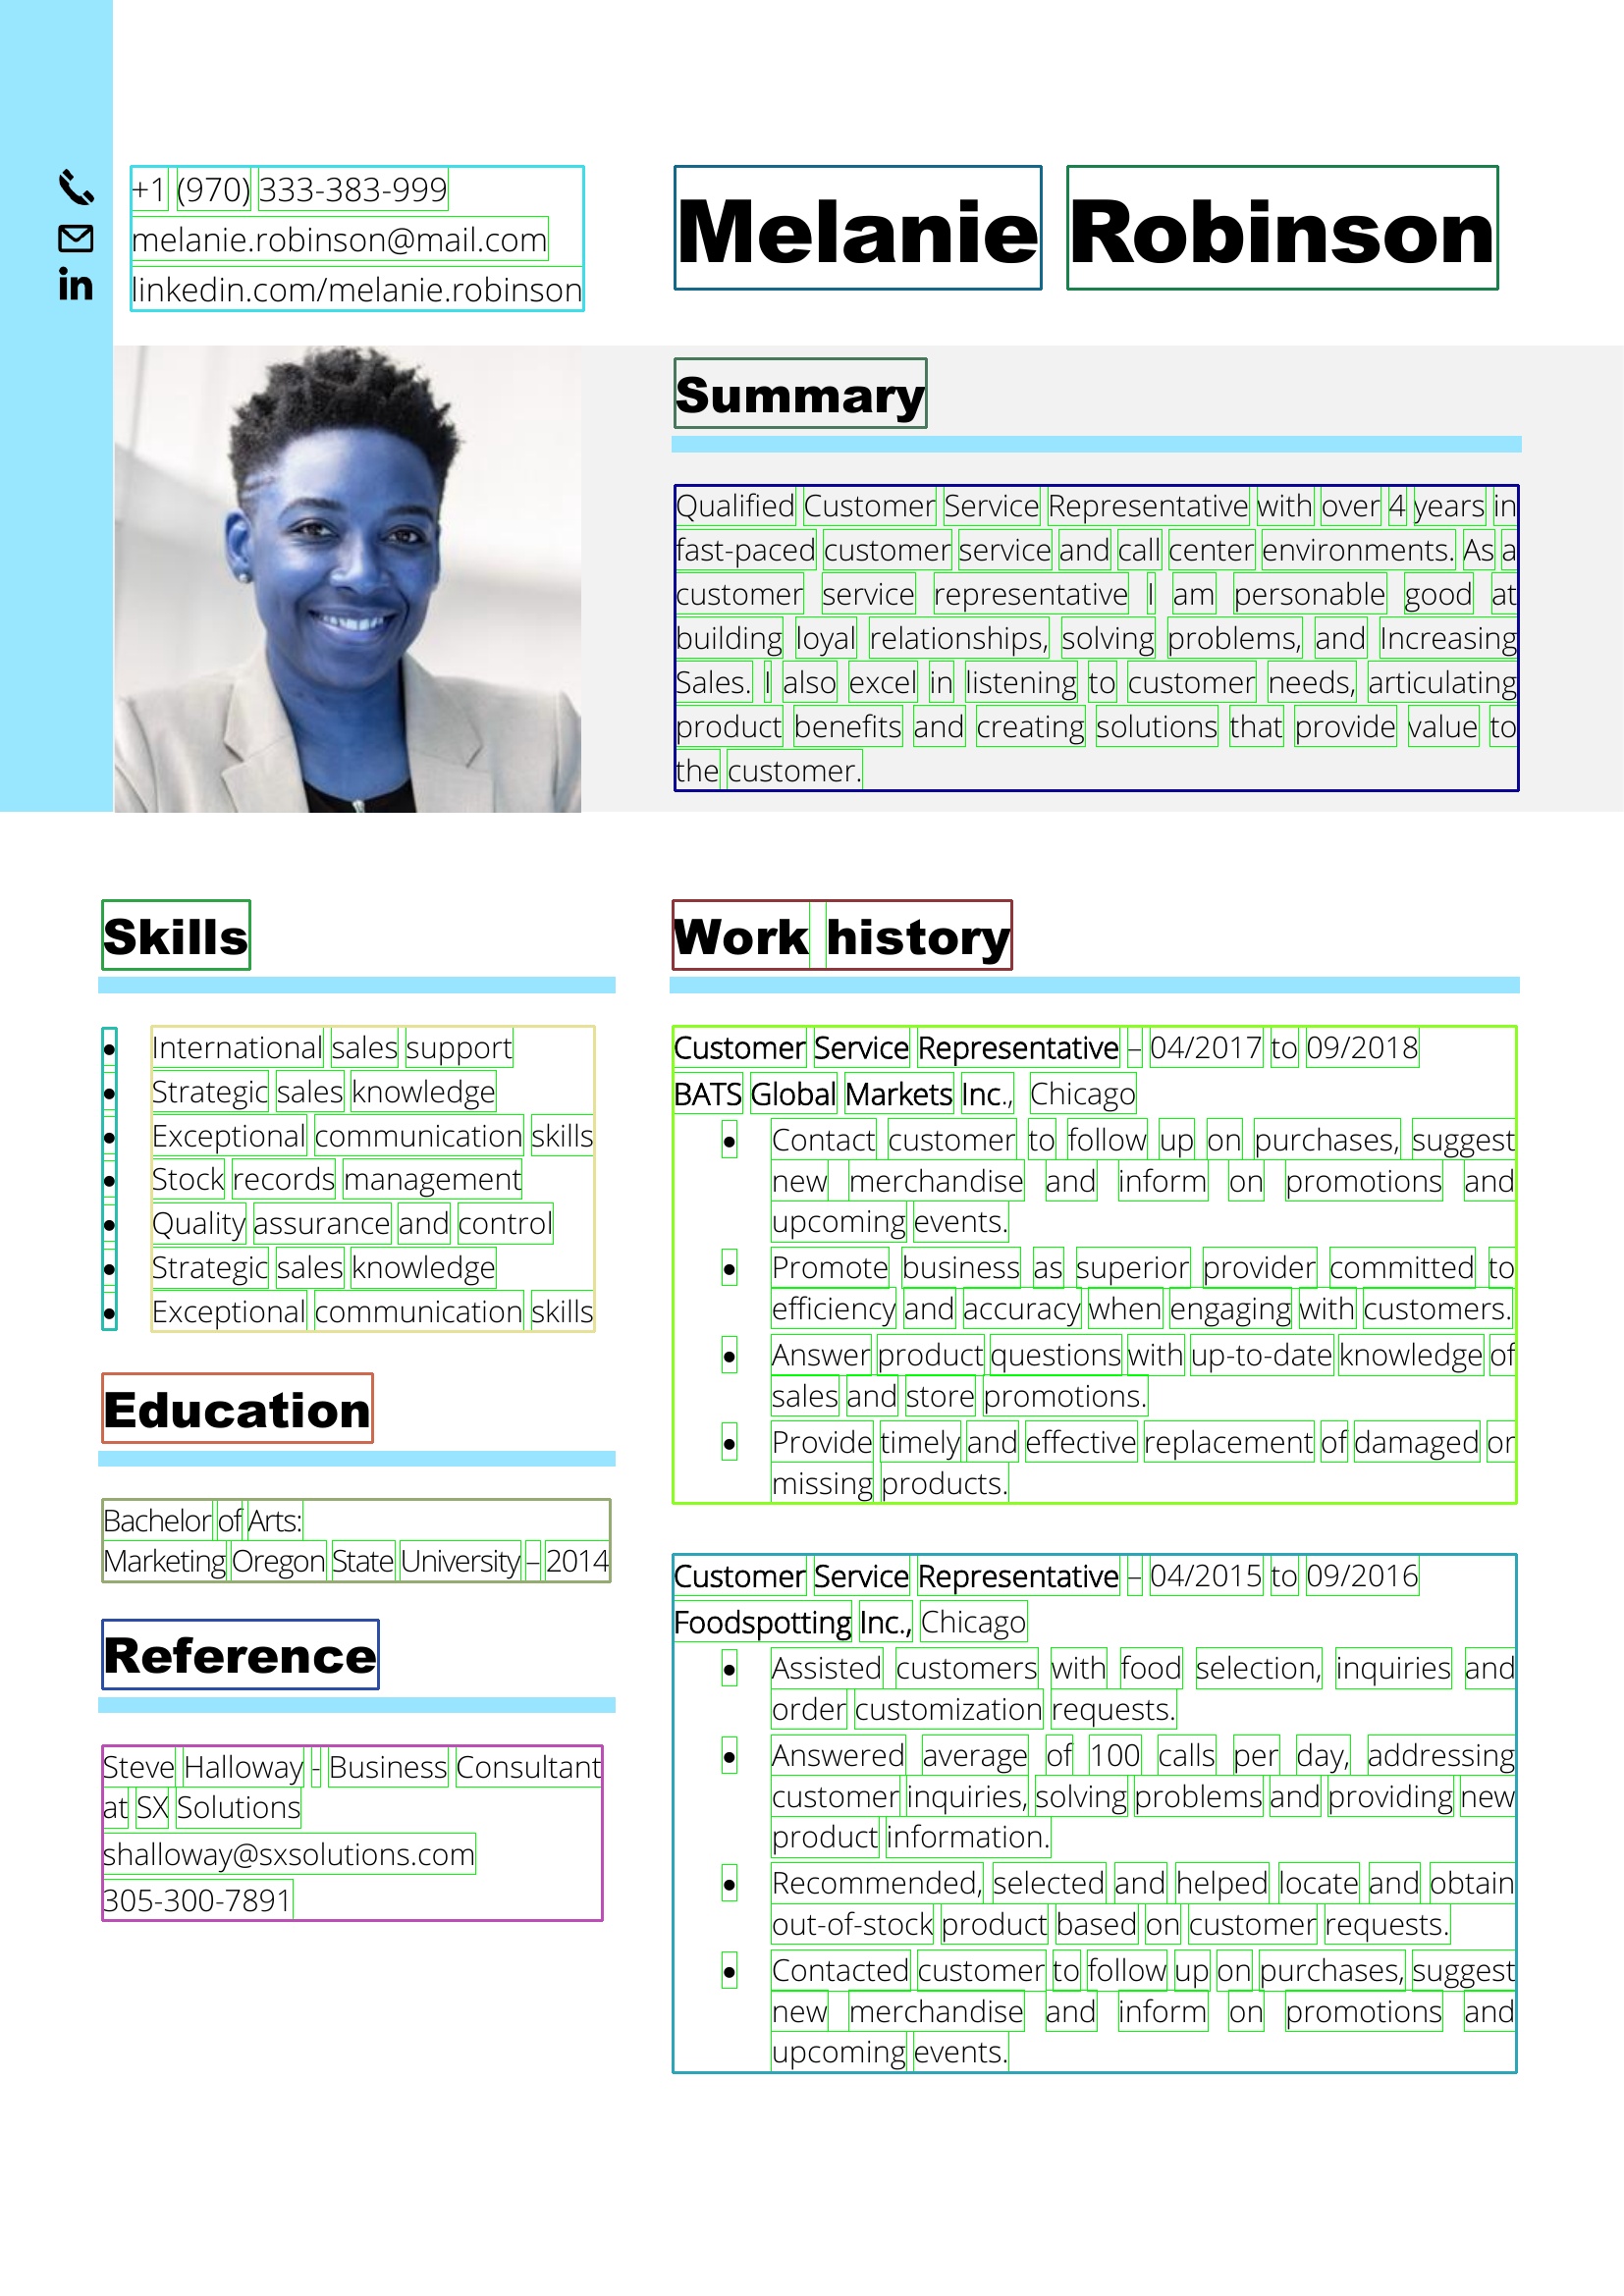 +1 (970) 333-383-999
melanie.robinson@mail.com
in linkedin.com/melanie.robinson
Melanie Robinson
Summary
Qualified Customer Service Representative with over 4 years in
fast-paced customer service and call center environments. As a
customer service representative I am personable good at
building loyal relationships, solving problems, and Increasing
Sales. I also excel in listening to customer needs, articulating
product benefits and creating solutions that provide value to
the customer.
Skills
• International sales support
• Strategic sales knowledge
• Exceptional communication skills
• Stock records management
• Quality assurance and control
• Strategic sales knowledge
• Exceptional communication skills
Education
Bachelor of Arts:
Marketing Oregon State University – 2014
Reference
Steve Halloway - Business Consultant
at SX Solutions
shalloway@sxsolutions.com
305-300-7891
Work history
Customer Service Representative – 04/2017 to 09/2018
BATS Global Markets Inc., Chicago
• Contact customer to follow up on purchases, suggest
new merchandise and inform on promotions and
upcoming events.
• Promote business as superior provider committed to
efficiency and accuracy when engaging with customers.
• Answer product questions with up-to-date knowledge of
sales and store promotions.
• Provide timely and effective replacement of damaged or
missing products.
Customer Service Representative – 04/2015 to 09/2016
Foodspotting Inc., Chicago
• Assisted customers with food selection, inquiries and
order customization requests.
• Answered average of 100 calls per day, addressing
customer inquiries, solving problems and providing new
product information.
• Recommended, selected and helped locate and obtain
out-of-stock product based on customer requests.
• Contacted customer to follow up on purchases, suggest
new merchandise and inform on promotions and
upcoming events.